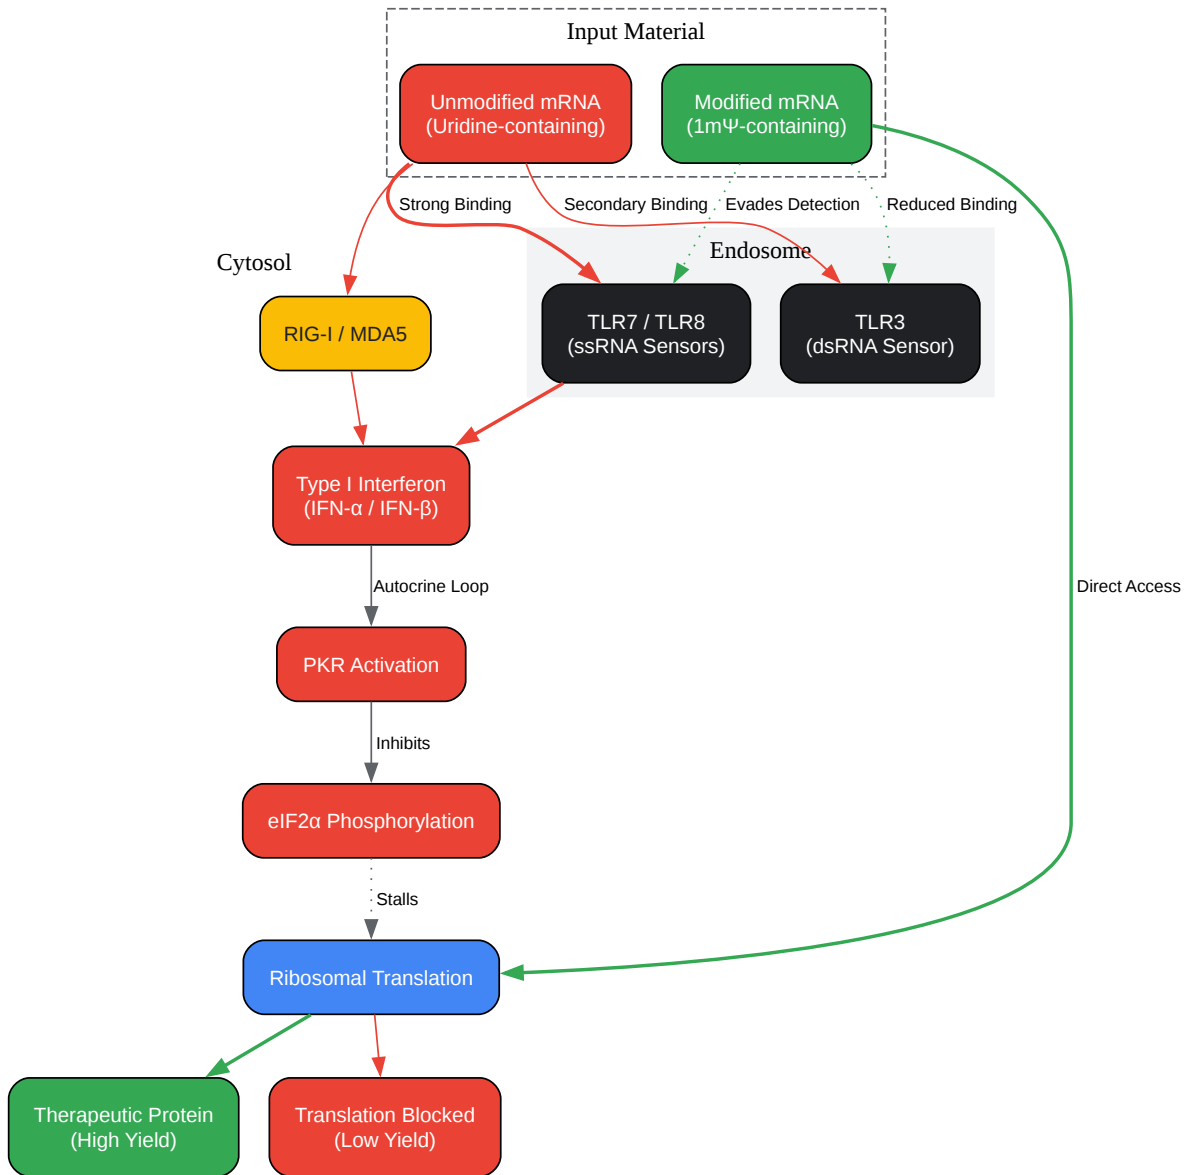 Input Material
Unmodified mRNA
(Uridine-containing)
Modified mRNA
(1mΨ-containing)
Strong Binding
Secondary Binding
Evades Detection
Reduced Binding
Cytosol
Endosome
RIG-I / MDA5
TLR7 / TLR8
(ssRNA Sensors)
TLR3
(dsRNA Sensor)
Type I Interferon
(IFN-α / IFN-β)
Autocrine Loop
Direct Access
PKR Activation
Inhibits
eIF2α Phosphorylation
Stalls
Ribosomal Translation
Therapeutic Protein
(High Yield)
Translation Blocked
(Low Yield)